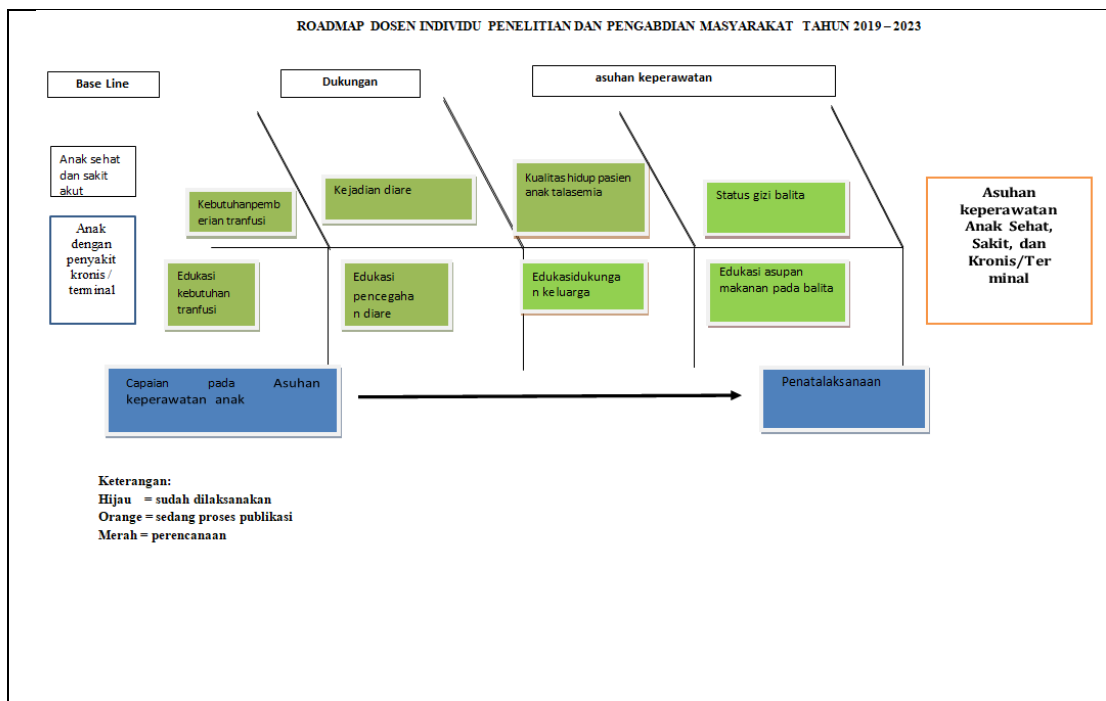 ROADMAP DOSEN INDIVIDU PENELITIAN DAN PENGABDIAN MASYARAKAT TAHUN 2019 – 2023
Base Line
Dukungan
asuhan keperawatan
Anak sehat
dan sakit
akut
Anak
dengan
penyakit
kronis /
terminal
Kebutuhanpemb
erian tranfusi
Kejadian diare
Kualitas hidup pasien
anak talasemia
Status gizi balita
Edukasi
kebutuhan
tranfusi
Edukasi
pencegaha
n diare
Edukasidukunga
n keluarga
Edukasi asupan
makanan pada balita
Asuhan
keperawatan
Anak Sehat,
Sakit, dan
Kronis/Ter
minal
Capaian pada Asuhan
keperawatan anak
Penatalaksanaan
Keterangan:
Hijau = sudah dilaksanakan
Orange = sedang proses publikasi
Merah = perencanaan